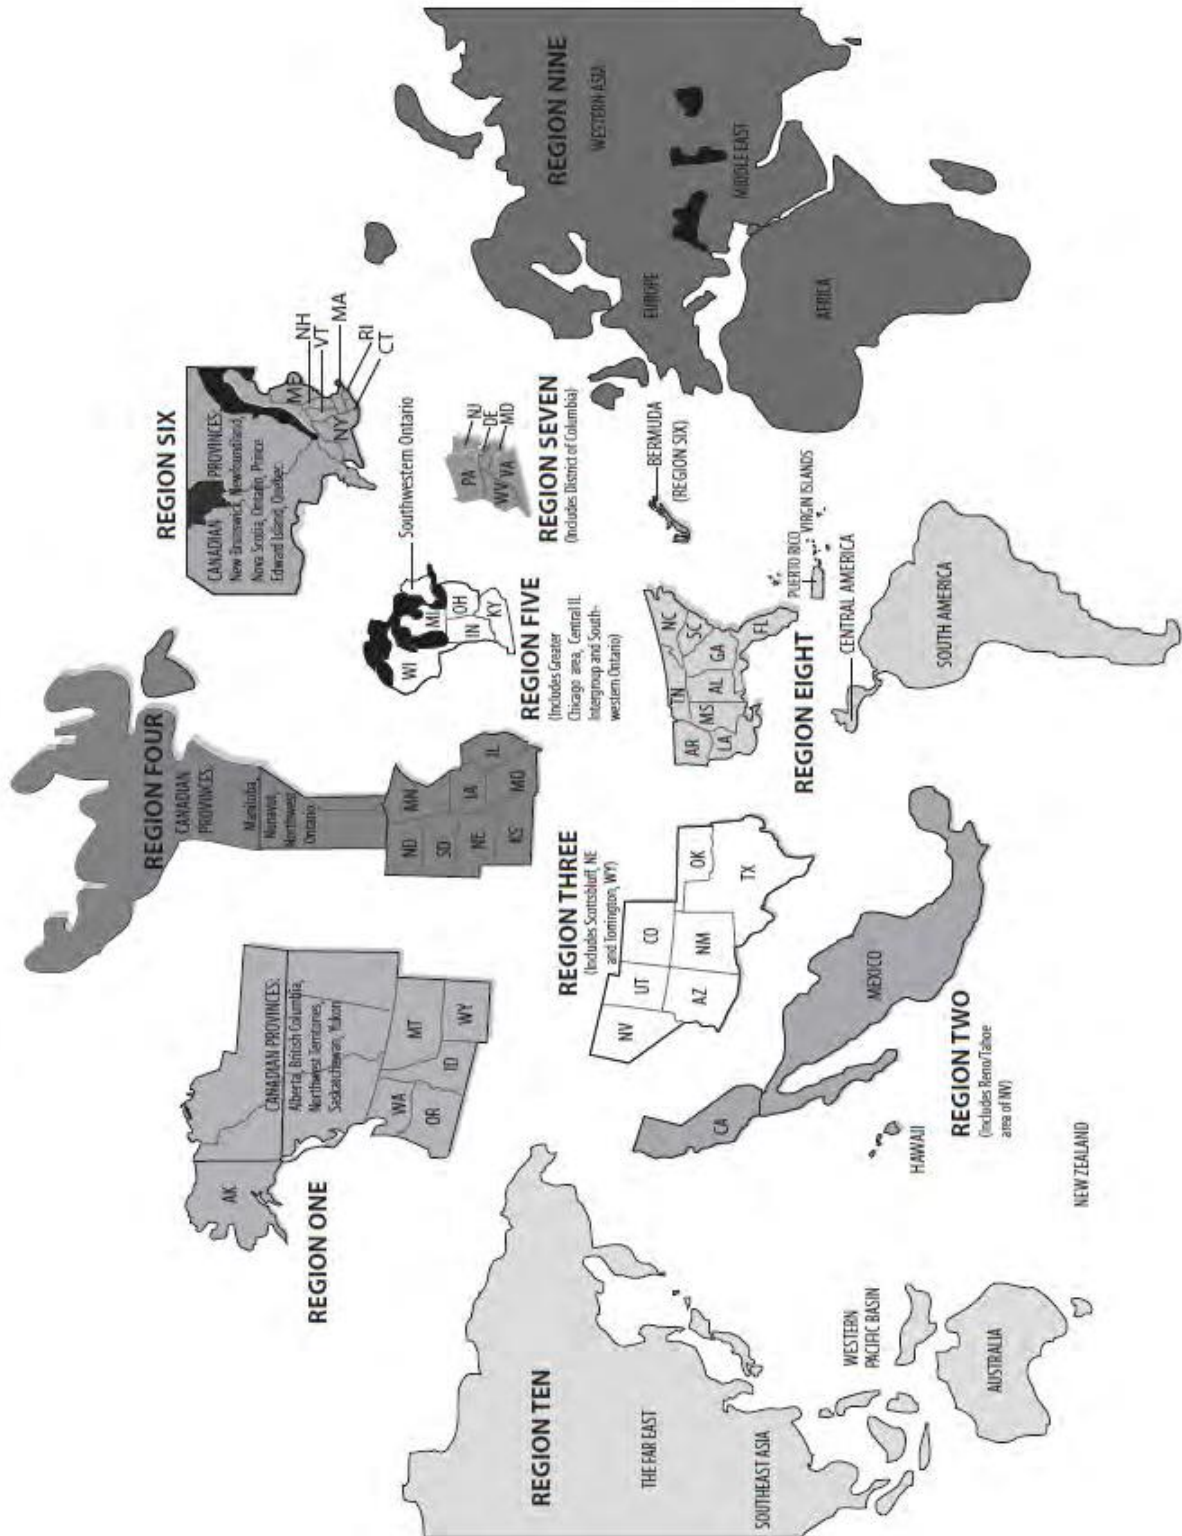 REGION ONE
AK
CANADIAN PROVINCES:
Alberta, British Columbia,
Northwest Territories,
Saskatchewan, Yukon
WA
OR
MT
ID
WY
REGION FOUR
CANADIAN
PROVINCES:
Manitoba,
Nunavut,
Northwest
Ontario
ND
MN
SD
IA
NE
IL
KS
MO
REGION SIX
CANADIAN PROVINCES:
New Brunswick, Newfoundland,
Nova Scotia, Ontario, Prince
Edward Island, Quebec
ME
NY
NH
VT
MA
RI
CT
Southwestern Ontario
WI
MI
IN
OH
KY
REGION FIVE
(Includes Greater
Chicago area, Central IL
Intergroup and South-
western Ontario)
PA
NJ
DE
MD
WV
VA
REGION SEVEN
(Includes District of Columbia)
REGION NINE
WESTERN ASIA
EUROPE
MIDDLE EAST
AFRICA
REGION TEN
THE FAR EAST
SOUTHEAST ASIA
WESTERN
PACIFIC BASIN
AUSTRALIA
NEW ZEALAND
REGION THREE
(Includes Scottsbluff, NE
and Torrington, WY)
NV
UT
CO
AZ
NM
OK
TX
CA
MEXICO
HAWAII
REGION TWO
(Includes Reno/Tahoe
area of NV)
BERMUDA
(REGION SIX)
AR
TN
NC
SC
LA
MS
AL
GA
FL
REGION EIGHT
PUERTO RICO
VIRGIN ISLANDS
CENTRAL AMERICA
SOUTH AMERICA